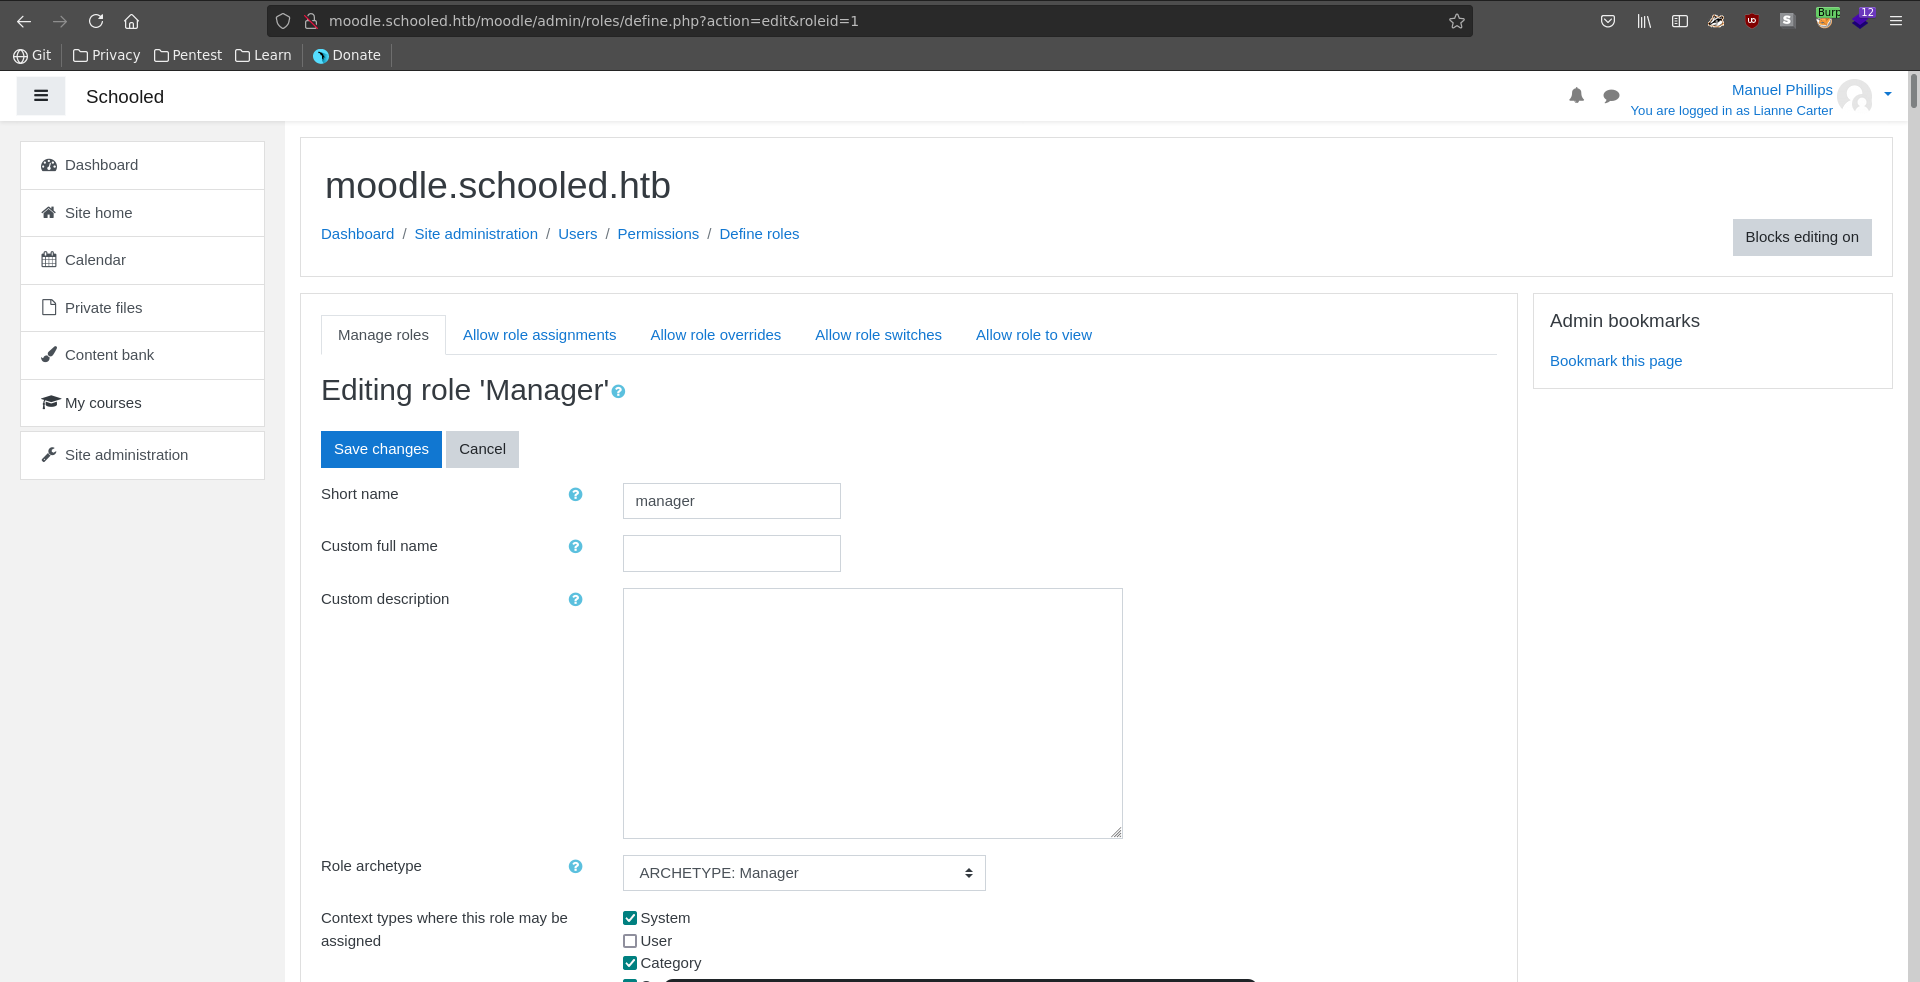 moodle.schooled.htb/moodle/admin/roles/define.php?action=edit&roleid=1
Burp
12
Git
Privacy
Pentest
Learn
Donate
Schooled
Manuel Phillips
You are logged in as Lianne Carter
Dashboard
Site home
Calendar
Private files
Content bank
My courses
Site administration
moodle.schooled.htb
Dashboard / Site administration / Users / Permissions / Define roles
Blocks editing on
Manage roles
Allow role assignments
Allow role overrides
Allow role switches
Allow role to view
Editing role 'Manager'
Save changes
Cancel
Short name
manager
Custom full name
Custom description
Role archetype
ARCHETYPE: Manager
Context types where this role may be
assigned
System
User
Category
Admin bookmarks
Bookmark this page